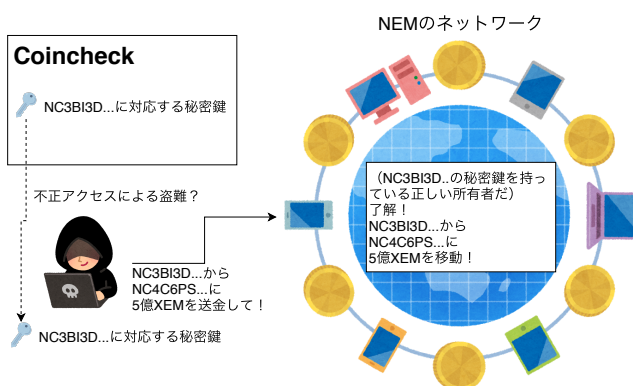 NEMのネットワーク
Coincheck
NC3BI3D...に対応する秘密鍵
不正アクセスによる盗難？
NC3BI3D...から
NC4C6PS...に
5億XEMを送金して！
NC3BI3D...に対応する秘密鍵
（NC3BI3D..の秘密鍵を持っ
ている正しい所有者だ）
了解！
NC3BI3D...から
NC4C6PS...に
5億XEMを移動！